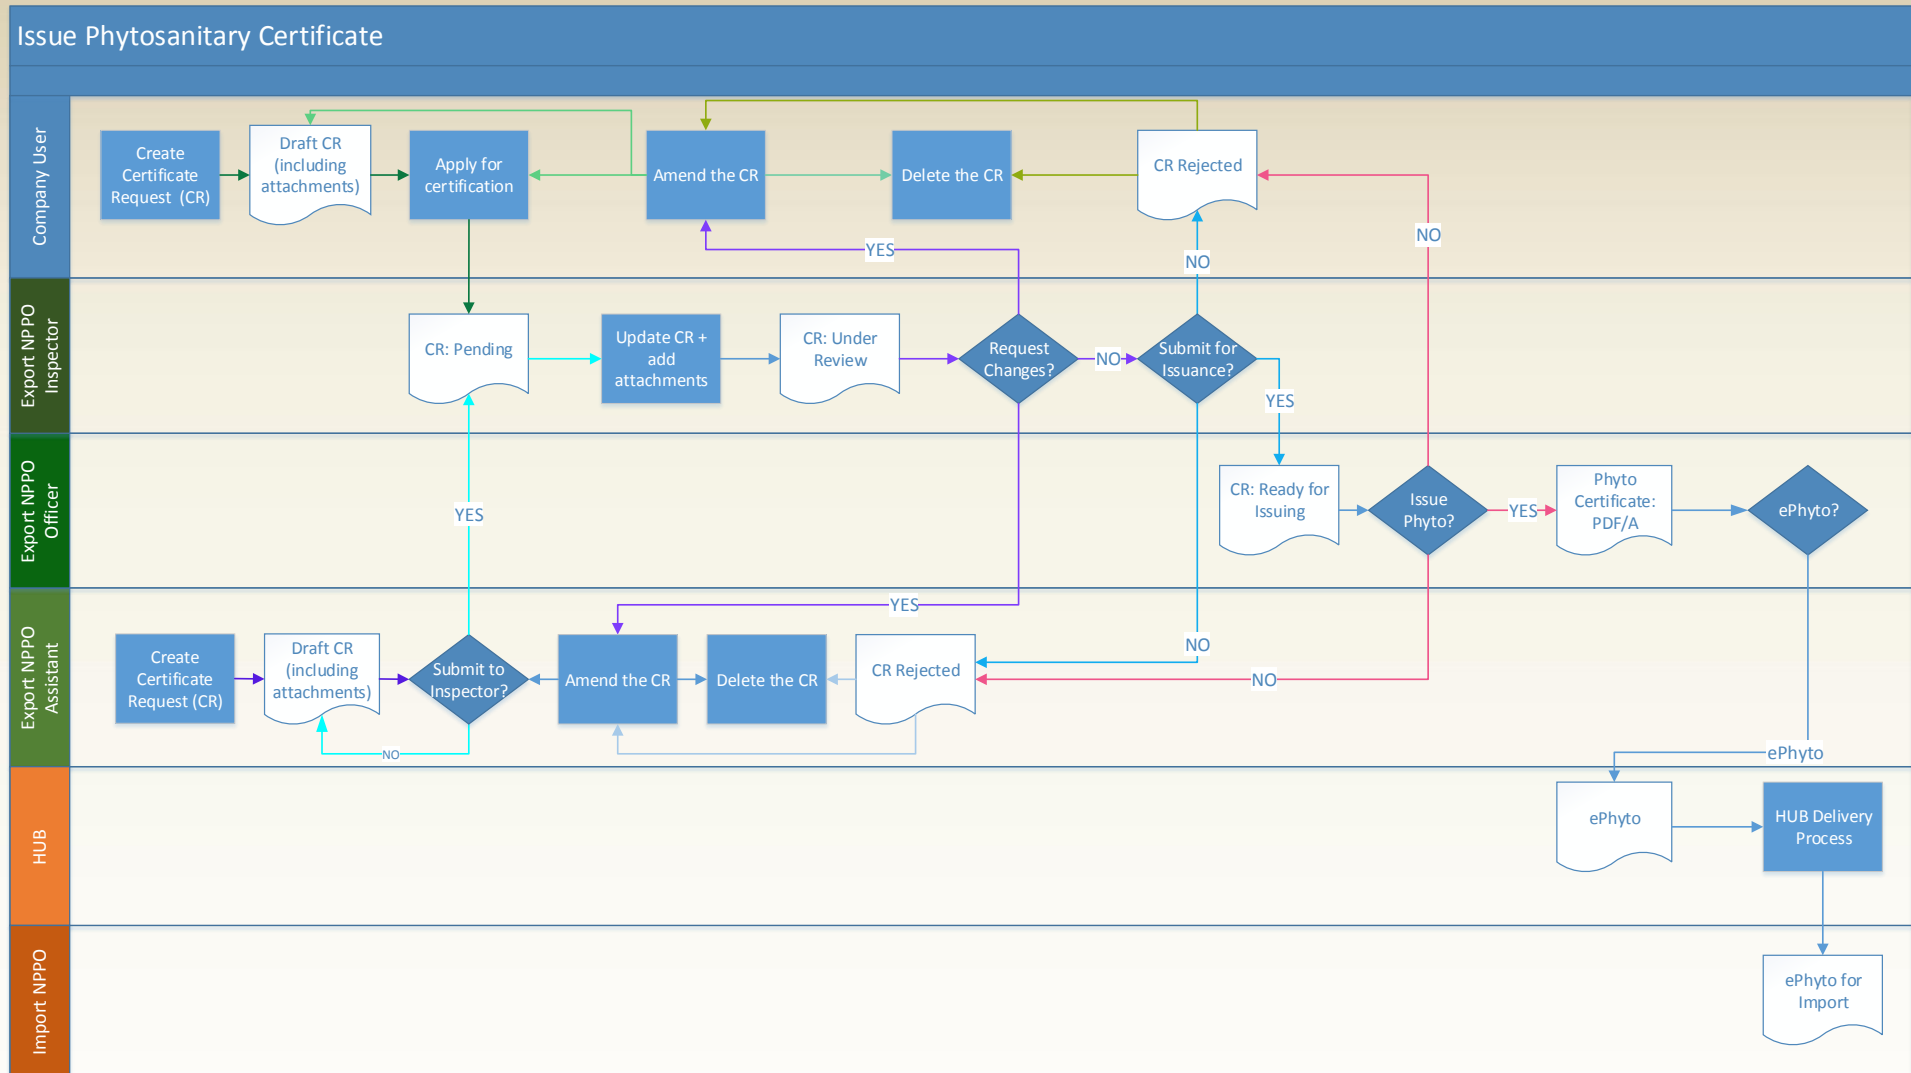 Issue Phytosanitary Certificate
Company User
Create
Certificate
Request  (CR)
Draft CR
(including
attachments)
Apply for
certification
Amend the CR
Delete the CR
CR Rejected
NO
YES
NO
Export NPPO
Inspector
CR: Pending
Update CR +
add
attachments
CR: Under
Review
Request
Changes?
NO
Submit for
Issuance?
YES
Export NPPO
Officer
YES
CR: Ready for
Issuing
Issue
Phyto?
YES
Phyto
Certificate:
PDF/A
ePhyto?
Export NPPO
Assistant
YES
Create
Certificate
Request (CR)
Draft CR
(including
attachments)
Submit to
Inspector?
Amend the CR
Delete the CR
CR Rejected
NO
NO
NO
ePhyto
HUB
ePhyto
HUB Delivery
Process
Import NPPO
ePhyto for
Import